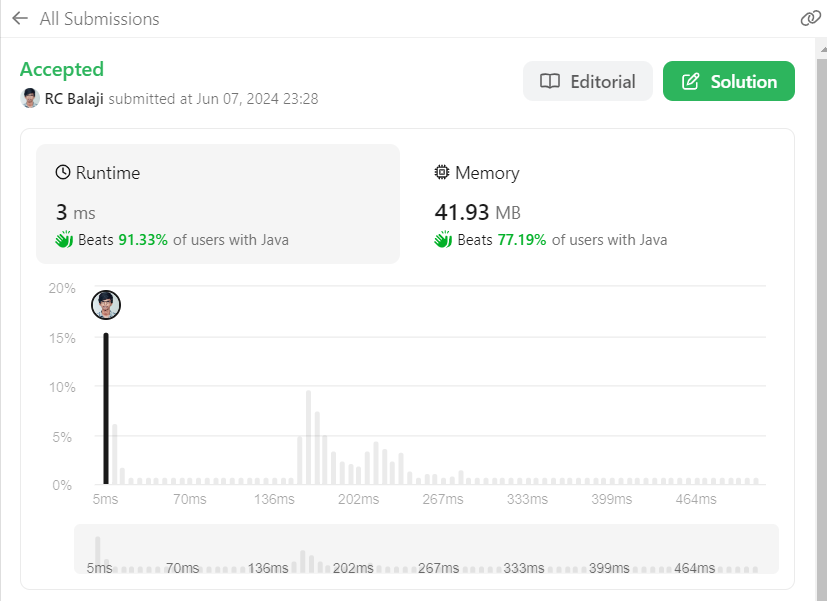 All Submissions
Accepted
RC Balaji submitted at Jun 07, 2024 23:28
Editorial
Solution
Runtime
3 ms
Beats 91.33% of users with Java
Memory
41.93 MB
Beats 77.19% of users with Java
20%
15%
10%
5%
0%
5ms 70ms 136ms 202ms 267ms 333ms 399ms 464ms
5ms 70ms 136ms 202ms 267ms 333ms 399ms 464ms